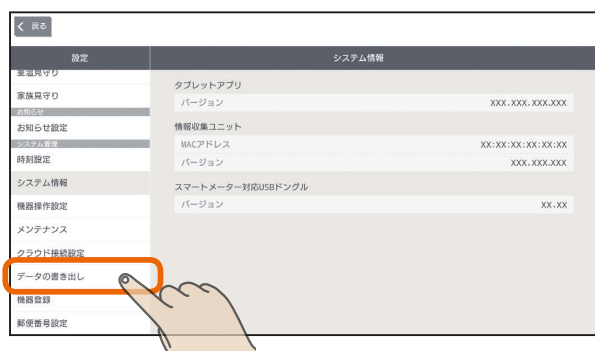 戻る
設定
システム情報
室温見守り
家族見守り
お知らせ
お知らせ設定
システム管理
時刻設定
システム情報
機器操作設定
メンテナンス
クラウド接続設定
データの書き出し
機器登録
郵便番号設定
タブレットアプリ
バージョン XXX.XXX.XXX.XXX
情報収集ユニット
MACアドレス XX:XX:XX:XX:XX:XX
バージョン XXX.XXX.XXX
スマートメーター対応USBドングル
バージョン XX.XX